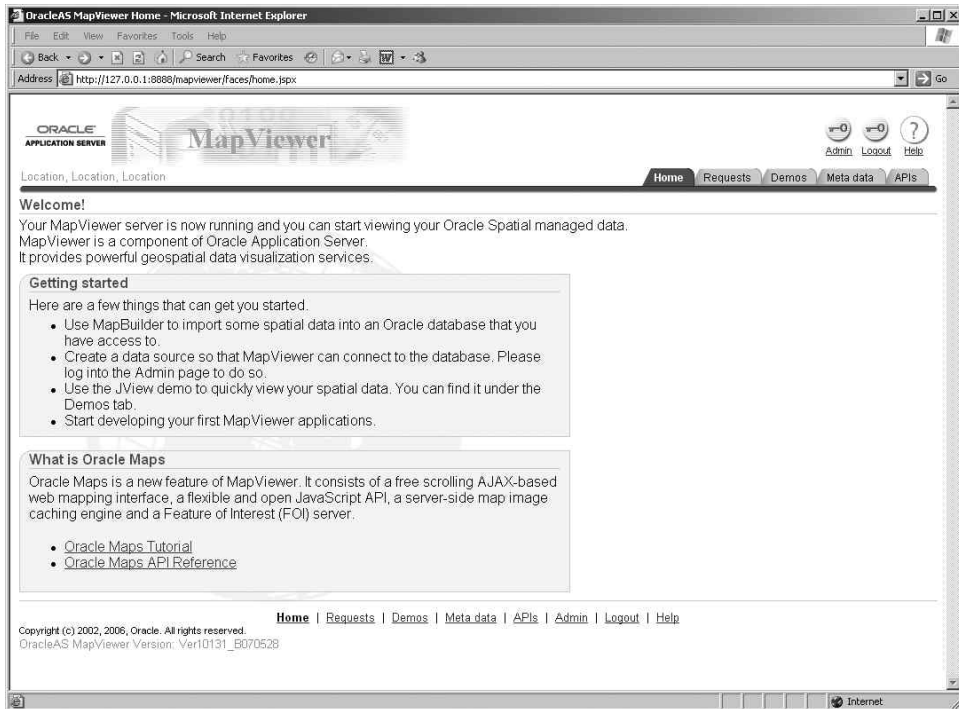 OracleAS MapViewer Home - Microsoft Internet Explorer
File Edit View Favorites Tools Help
Back Search Favorites
Address http://127.0.0.1:8888/mapviewer/faces/home.jspx Go
ORACLE
APPLICATION SERVER
MapViewer
Admin Logout Help
Location, Location, Location
Home Requests Demos Meta data APIs
Welcome!
Your MapViewer server is now running and you can start viewing your Oracle Spatial managed data.
MapViewer is a component of Oracle Application Server.
It provides powerful geospatial data visualization services.
Getting started
Here are a few things that can get you started.
• Use MapBuilder to import some spatial data into an Oracle database that you
have access to.
• Create a data source so that MapViewer can connect to the database. Please
log into the Admin page to do so.
• Use the JView demo to quickly view your spatial data. You can find it under the
Demos tab.
• Start developing your first MapViewer applications.
What is Oracle Maps
Oracle Maps is a new feature of MapViewer. It consists of a free scrolling AJAX-based
web mapping interface, a flexible and open JavaScript API, a server-side map image
caching engine and a Feature of Interest (FOI) server.
• Oracle Maps Tutorial
• Oracle Maps API Reference
Home | Requests | Demos | Meta data | APIs | Admin | Logout | Help
Copyright (c) 2002, 2006, Oracle. All rights reserved.
OracleAS MapViewer Version: Ver10131_B070528
Internet